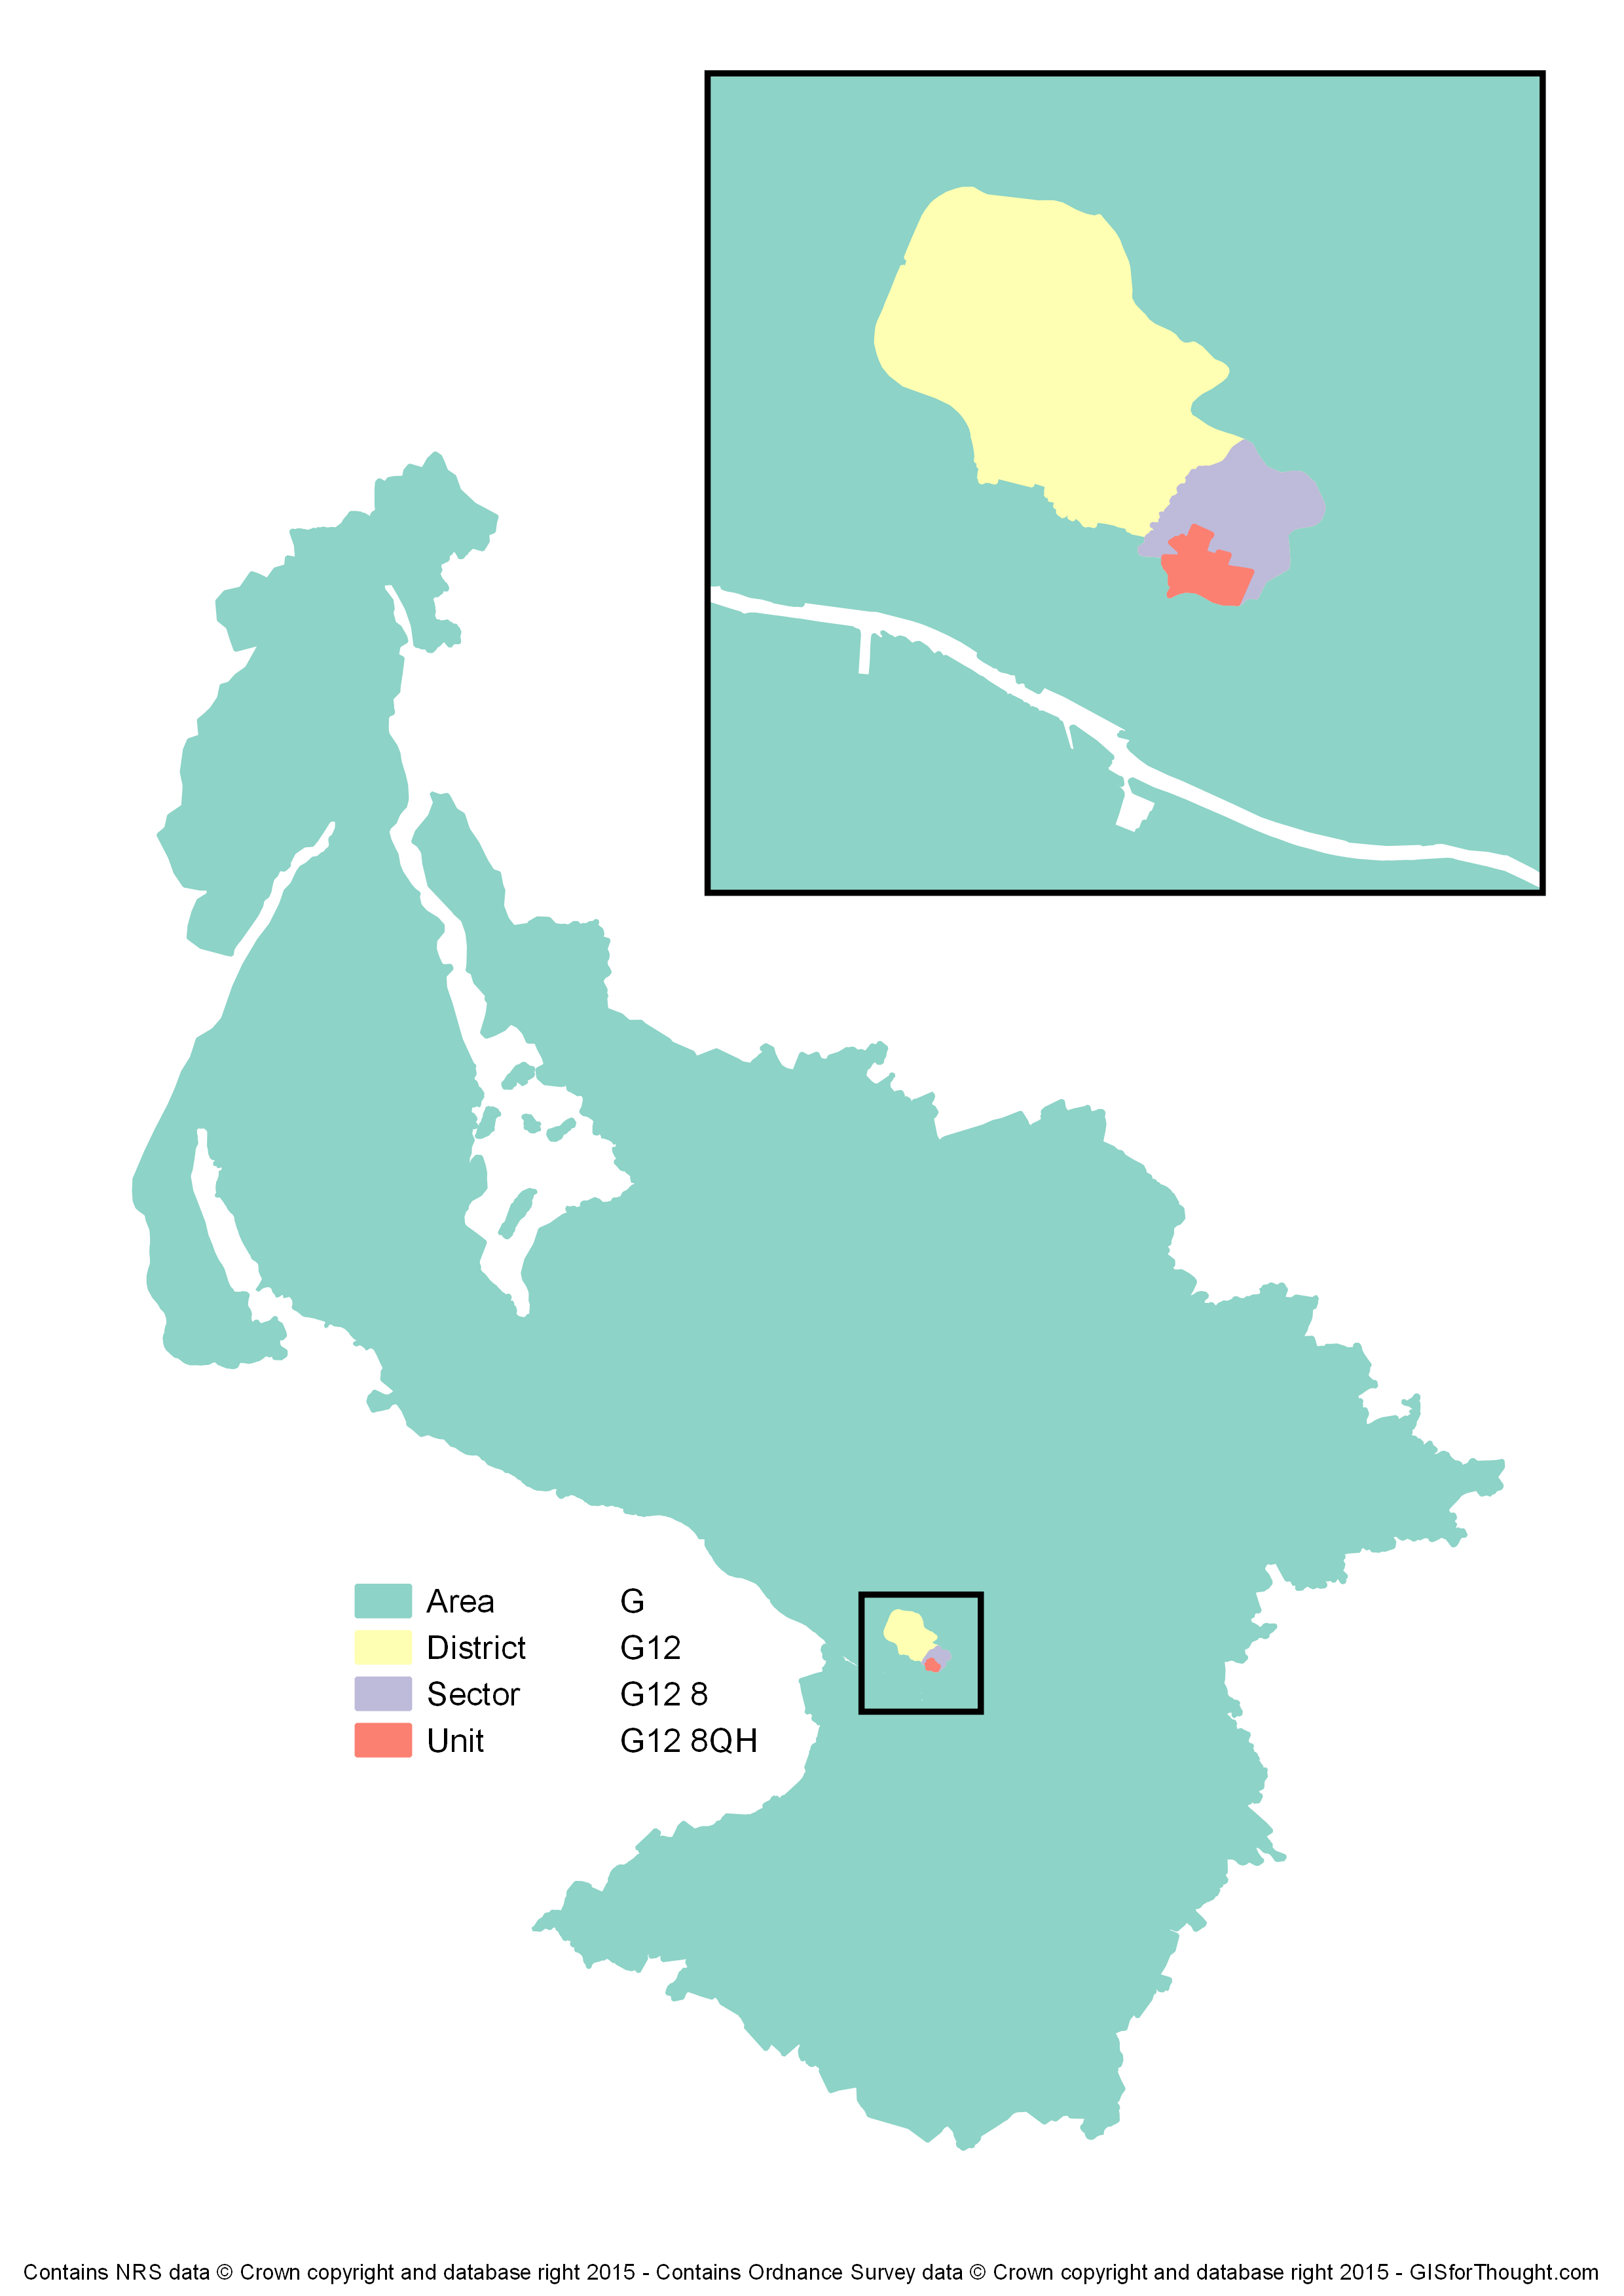 Area G
District G12
Sector G12 8
Unit G12 8QH
Contains NRS data © Crown copyright and database right 2015 - Contains Ordnance Survey data © Crown copyright and database right 2015 - GISforThought.com